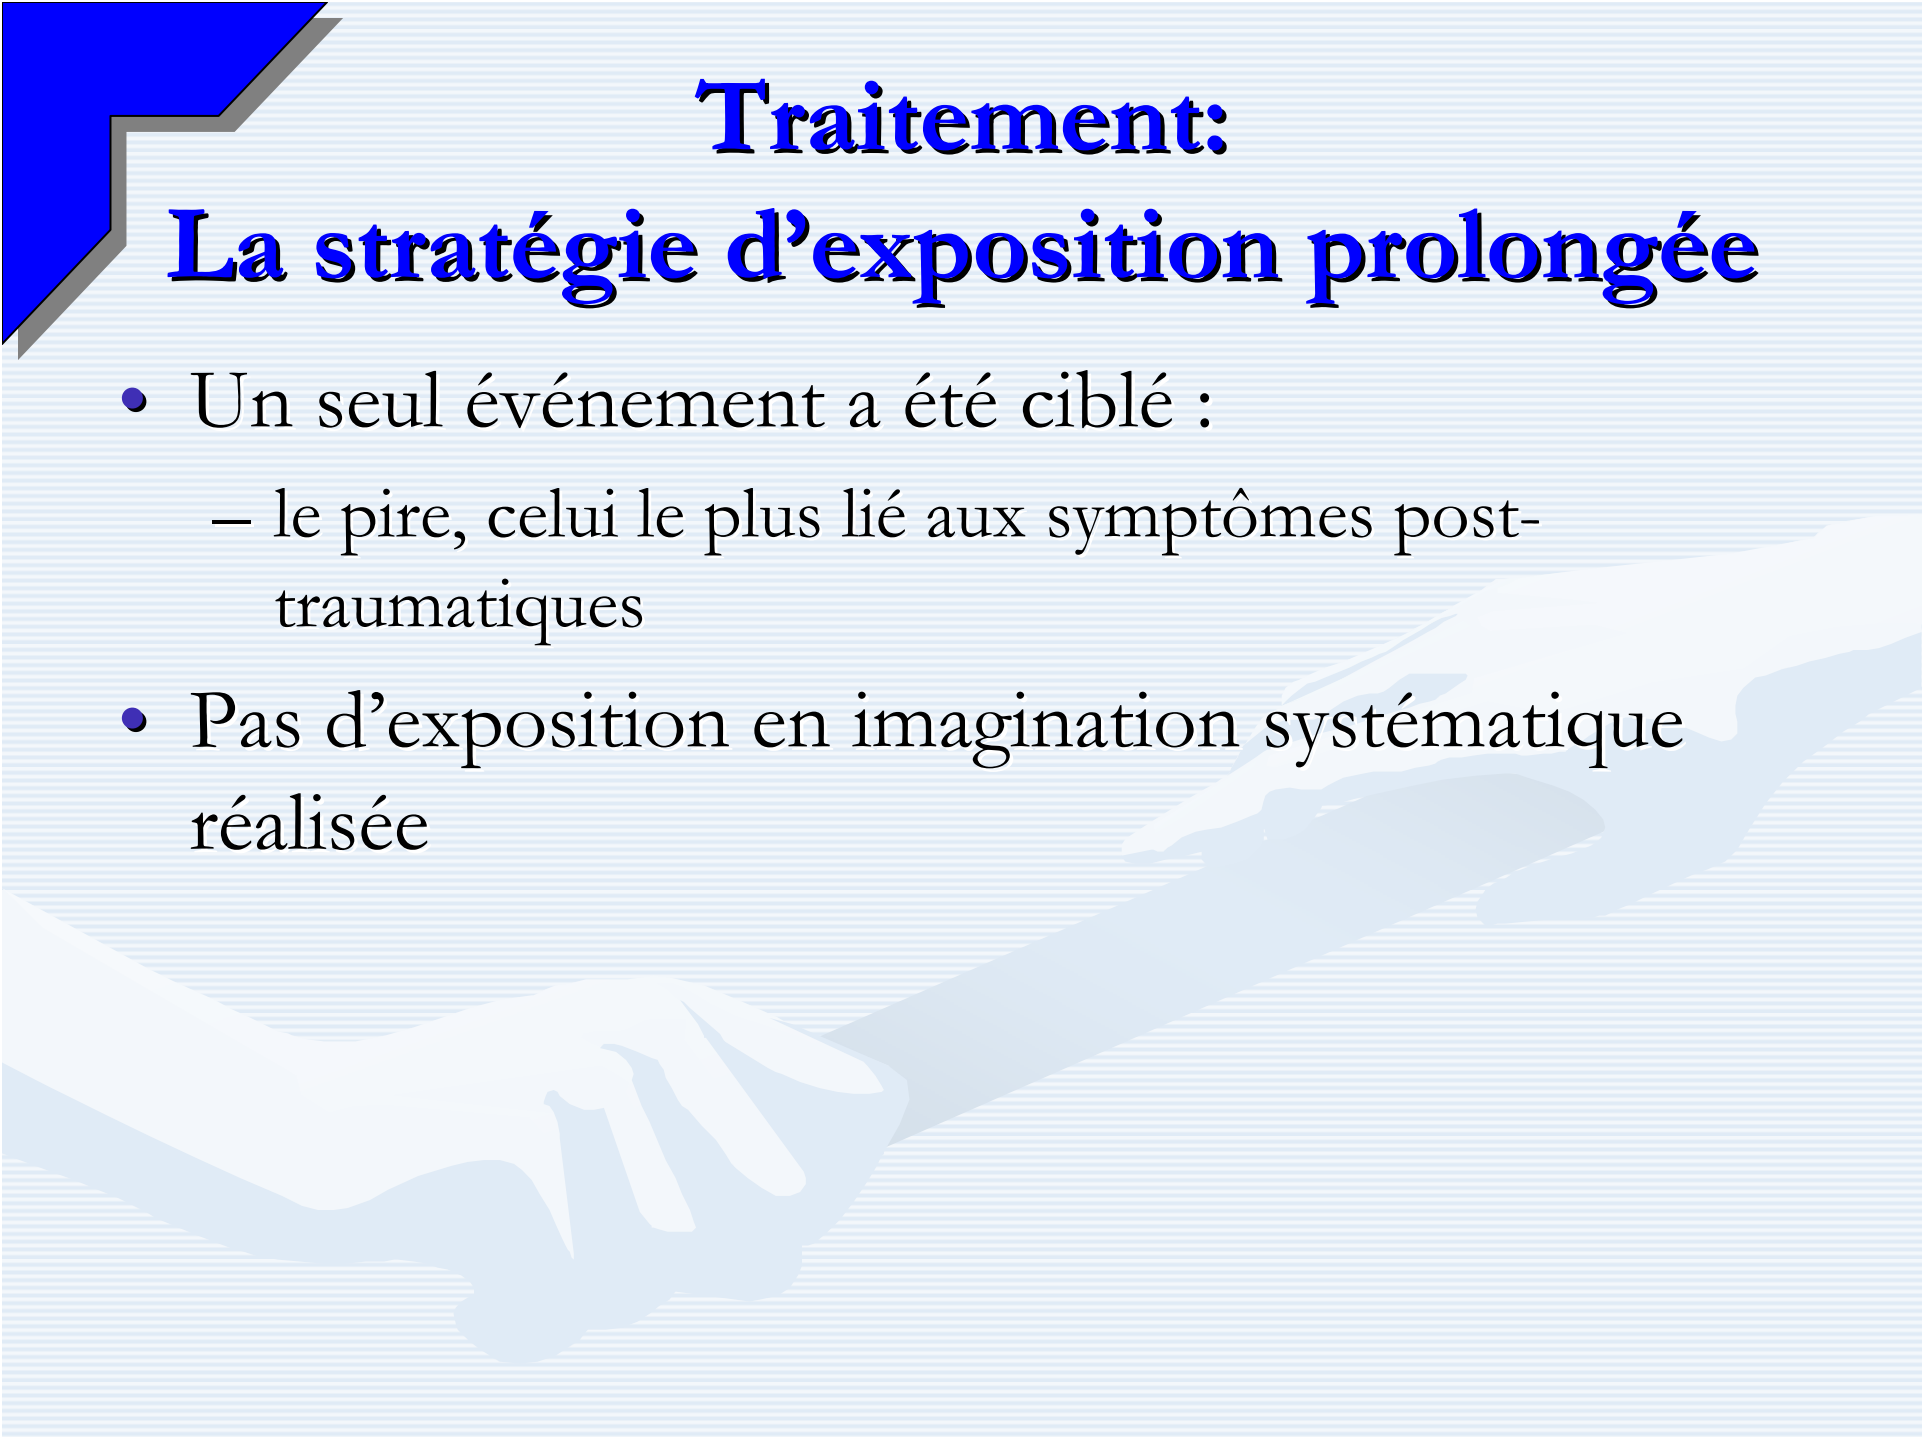 Traitement:
La stratégie d’exposition prolongée
• Un seul événement a été ciblé :
– le pire, celui le plus lié aux symptômes post-
traumatiques
• Pas d’exposition en imagination systématique
réalisée